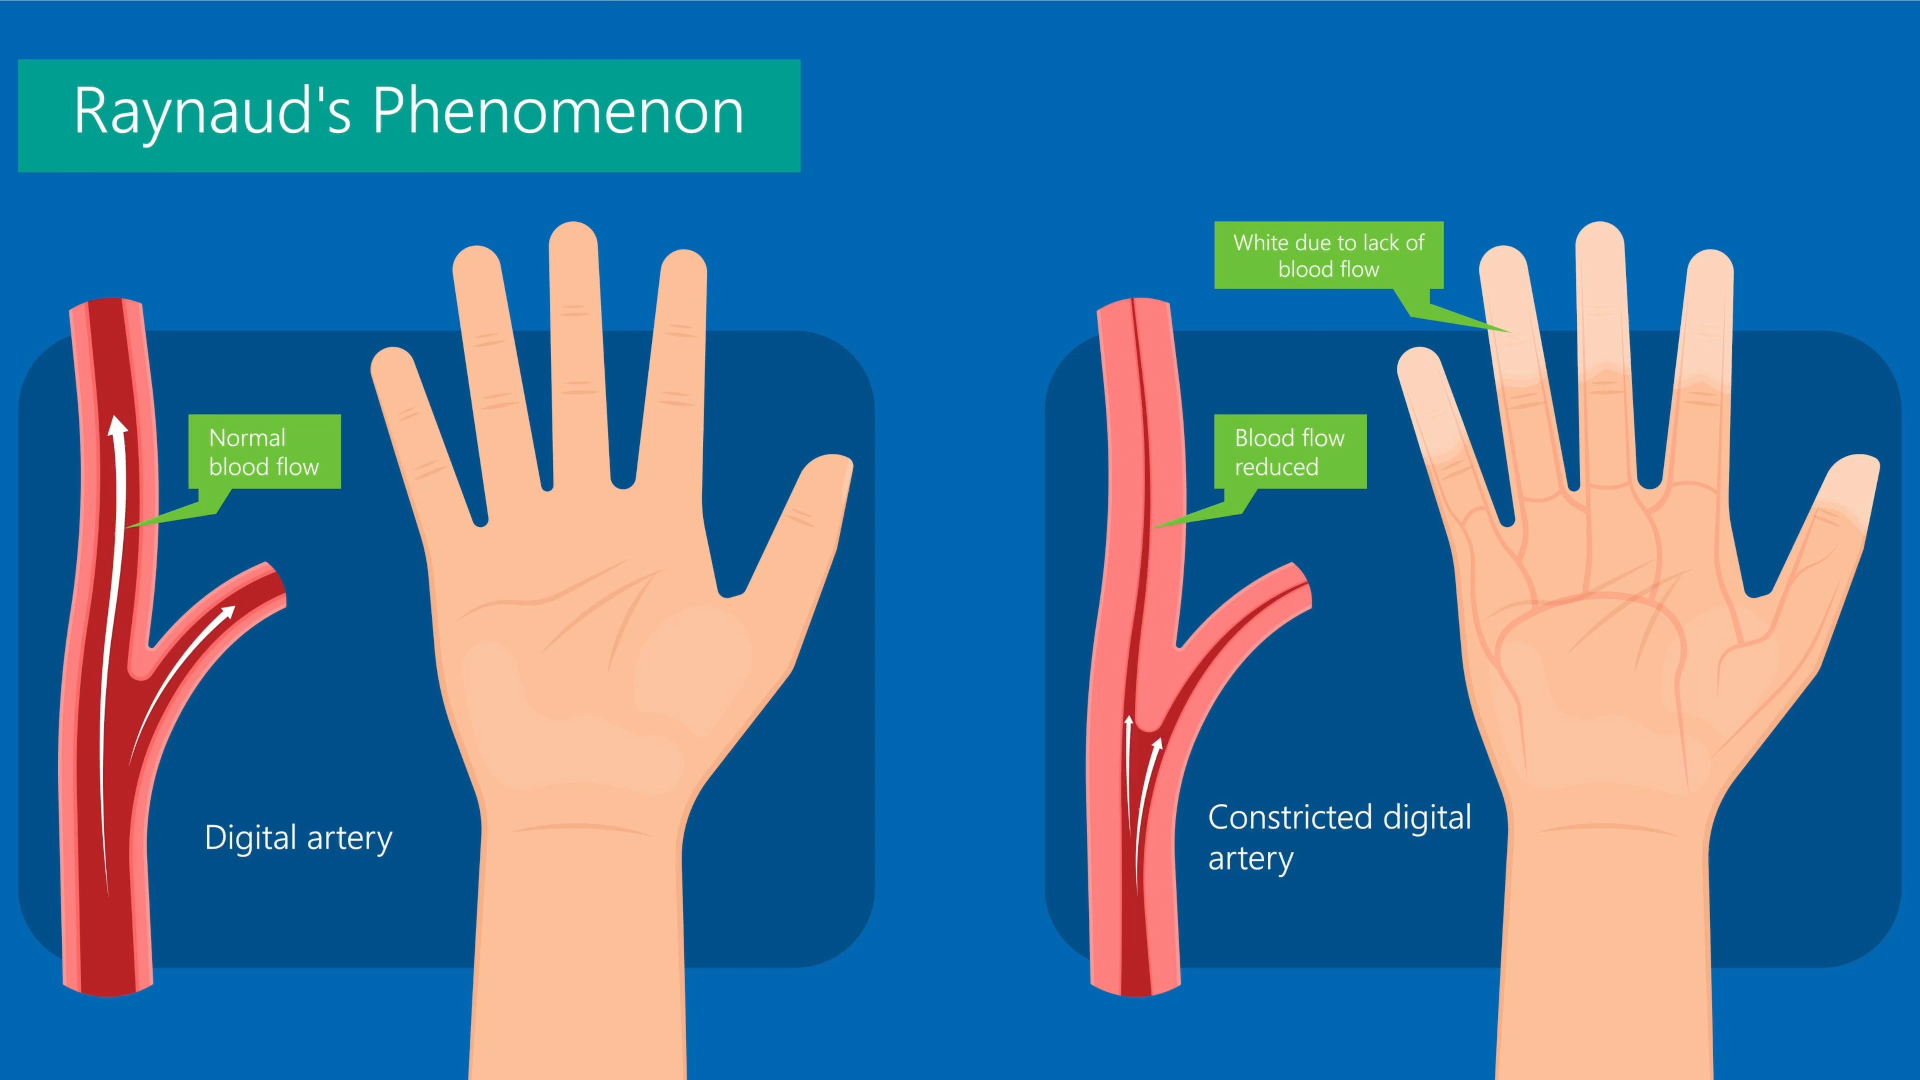 Raynaud's Phenomenon
Normal
blood flow
Digital artery
White due to lack of
blood flow
Blood flow
reduced
Constricted digital
artery